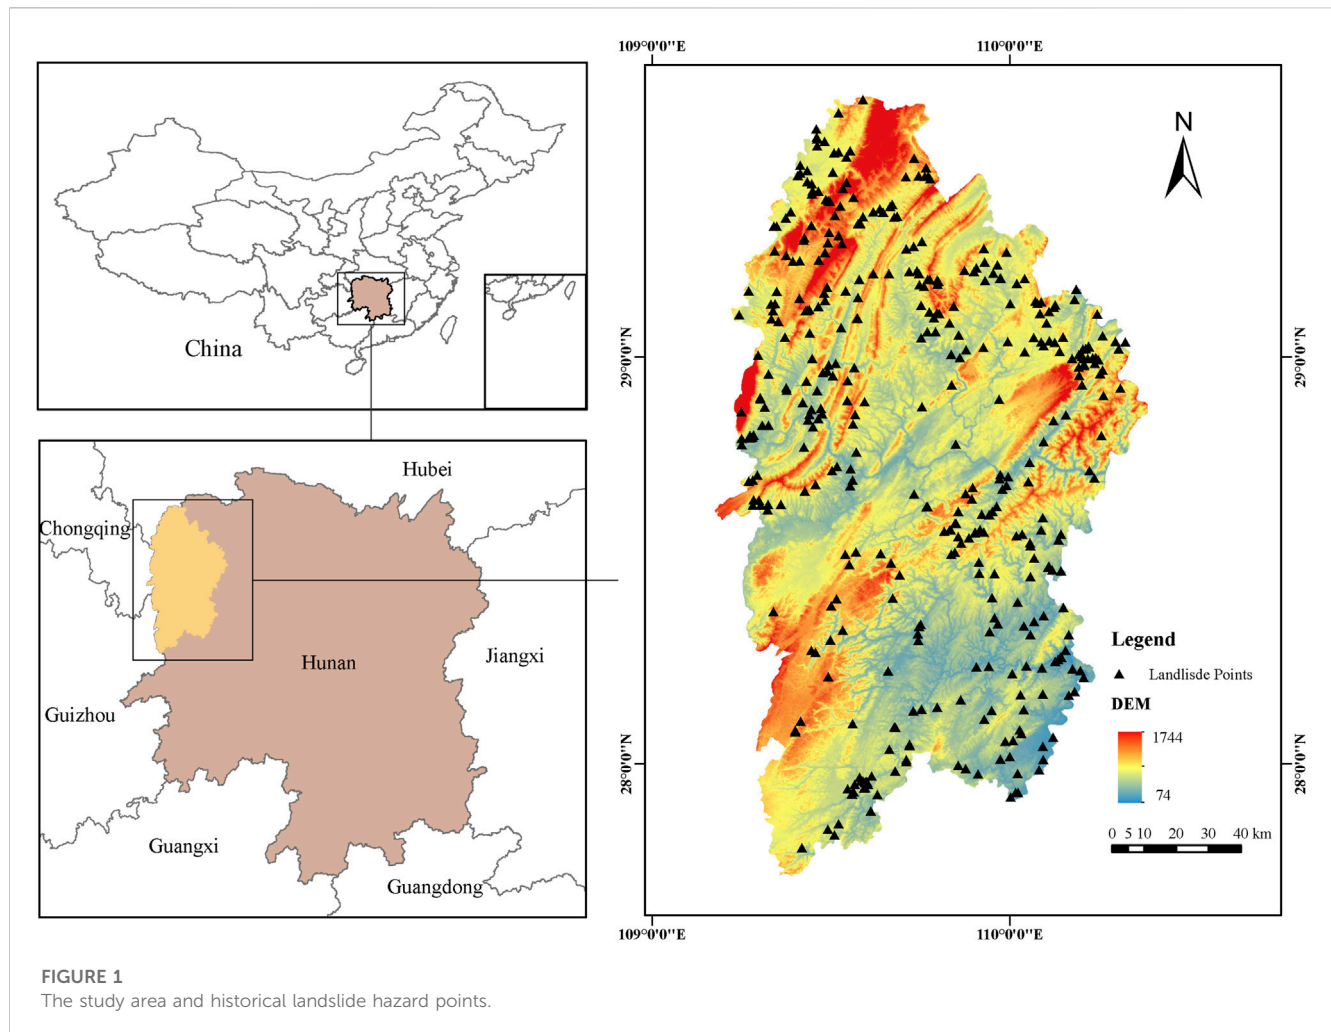 China
Hubei
Chongqing
Hunan
Jiangxi
Guizhou
Guangxi
Guangdong
109°0'0"E
110°0'0"E
N
29°0'0"N
29°0'0"N
28°0'0"N
28°0'0"N
Legend
Landlisde Points
DEM
1744
74
0 5 10 20 30 40 km
109°0'0"E
110°0'0"E
FIGURE 1
The study area and historical landslide hazard points.